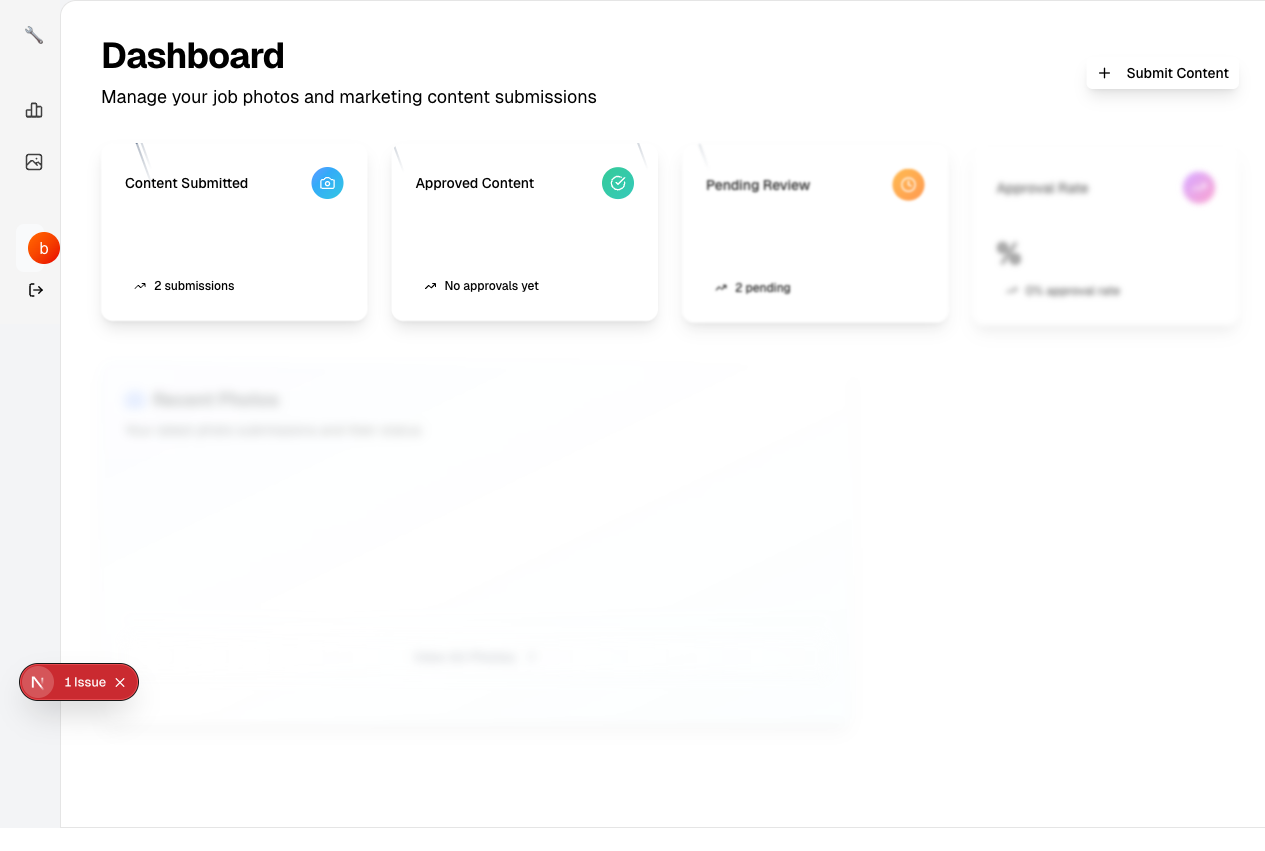 Dashboard
Manage your job photos and marketing content submissions
Submit Content
Content Submitted
Approved Content
Pending Review
Approval Rate
%
2 submissions
No approvals yet
2 pending
0% approval rate
b
Recent Photos
Your latest photo submissions and their status
View All Photos
N
1 Issue